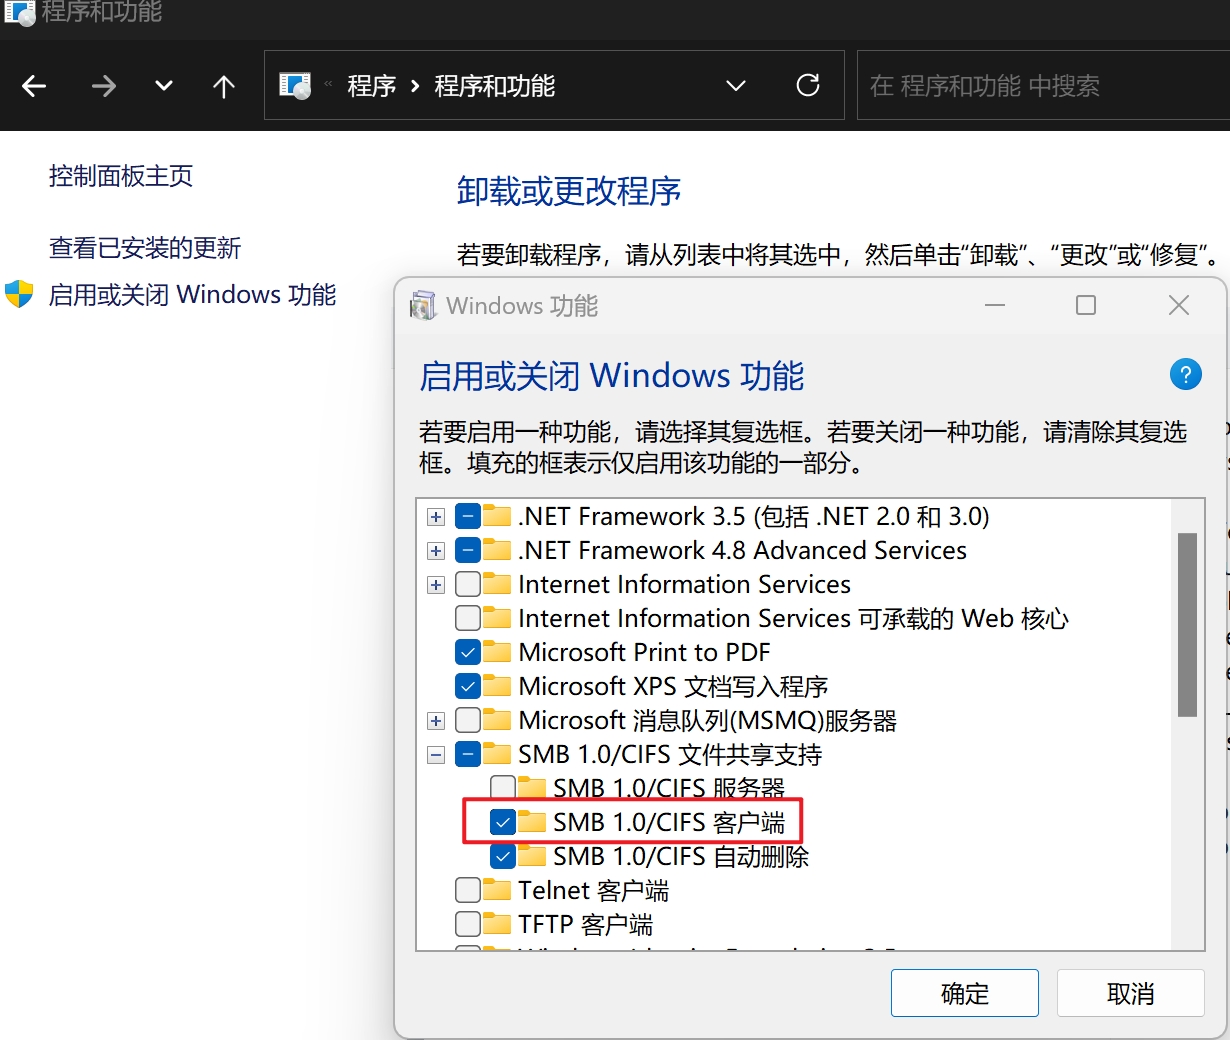 程序和功能
程序 › 程序和功能
在 程序和功能 中搜索
控制面板主页
查看已安装的更新
启用或关闭 Windows 功能
卸载或更改程序
若要卸载程序，请从列表中将其选中，然后单击“卸载”、“更改”或“修复”。
Windows 功能
启用或关闭 Windows 功能
?
若要启用一种功能，请选择其复选框。若要关闭一种功能，请清除其复选
框。填充的框表示仅启用该功能的一部分。
.NET Framework 3.5 (包括 .NET 2.0 和 3.0)
.NET Framework 4.8 Advanced Services
Internet Information Services
Internet Information Services 可承载的 Web 核心
Microsoft Print to PDF
Microsoft XPS 文档写入程序
Microsoft 消息队列(MSMQ)服务器
SMB 1.0/CIFS 文件共享支持
SMB 1.0/CIFS 服务器
SMB 1.0/CIFS 客户端
SMB 1.0/CIFS 自动删除
Telnet 客户端
TFTP 客户端
确定
取消